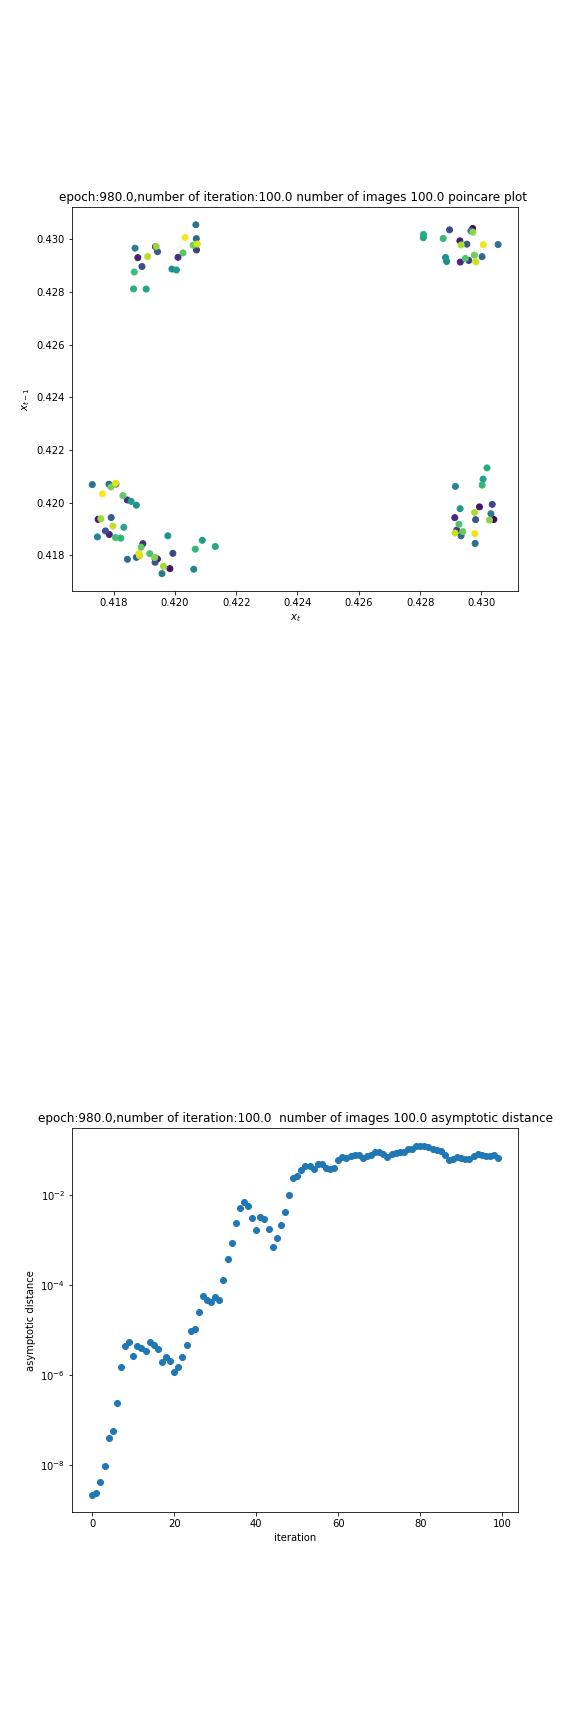 epoch:980.0,number of iteration:100.0 number of images 100.0 poincare plot
0.430
0.428
0.426
0.424
0.422
0.420
0.418
x_{t-1}
0.418 0.420 0.422 0.424 0.426 0.428 0.430
x_t
epoch:980.0,number of iteration:100.0 number of images 100.0 asymptotic distance
10^{-2}
10^{-4}
10^{-6}
10^{-8}
asymptotic distance
0 20 40 60 80 100
iteration